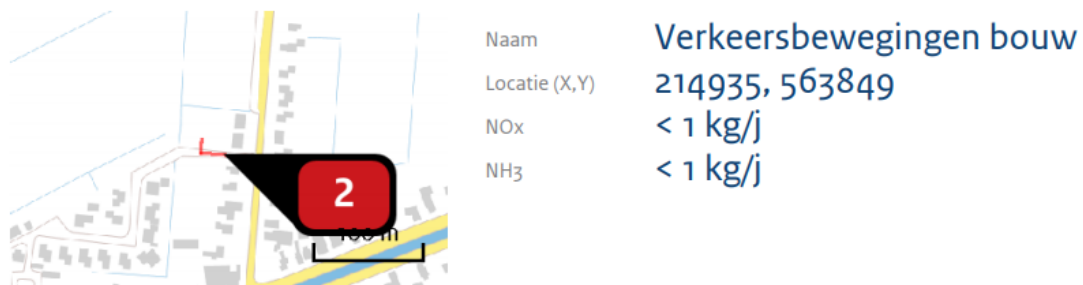 Naam Verkeersbewegingen bouw
Locatie (X,Y) 214935, 563849
NOx < 1 kg/j
NH3 < 1 kg/j
2
100 m